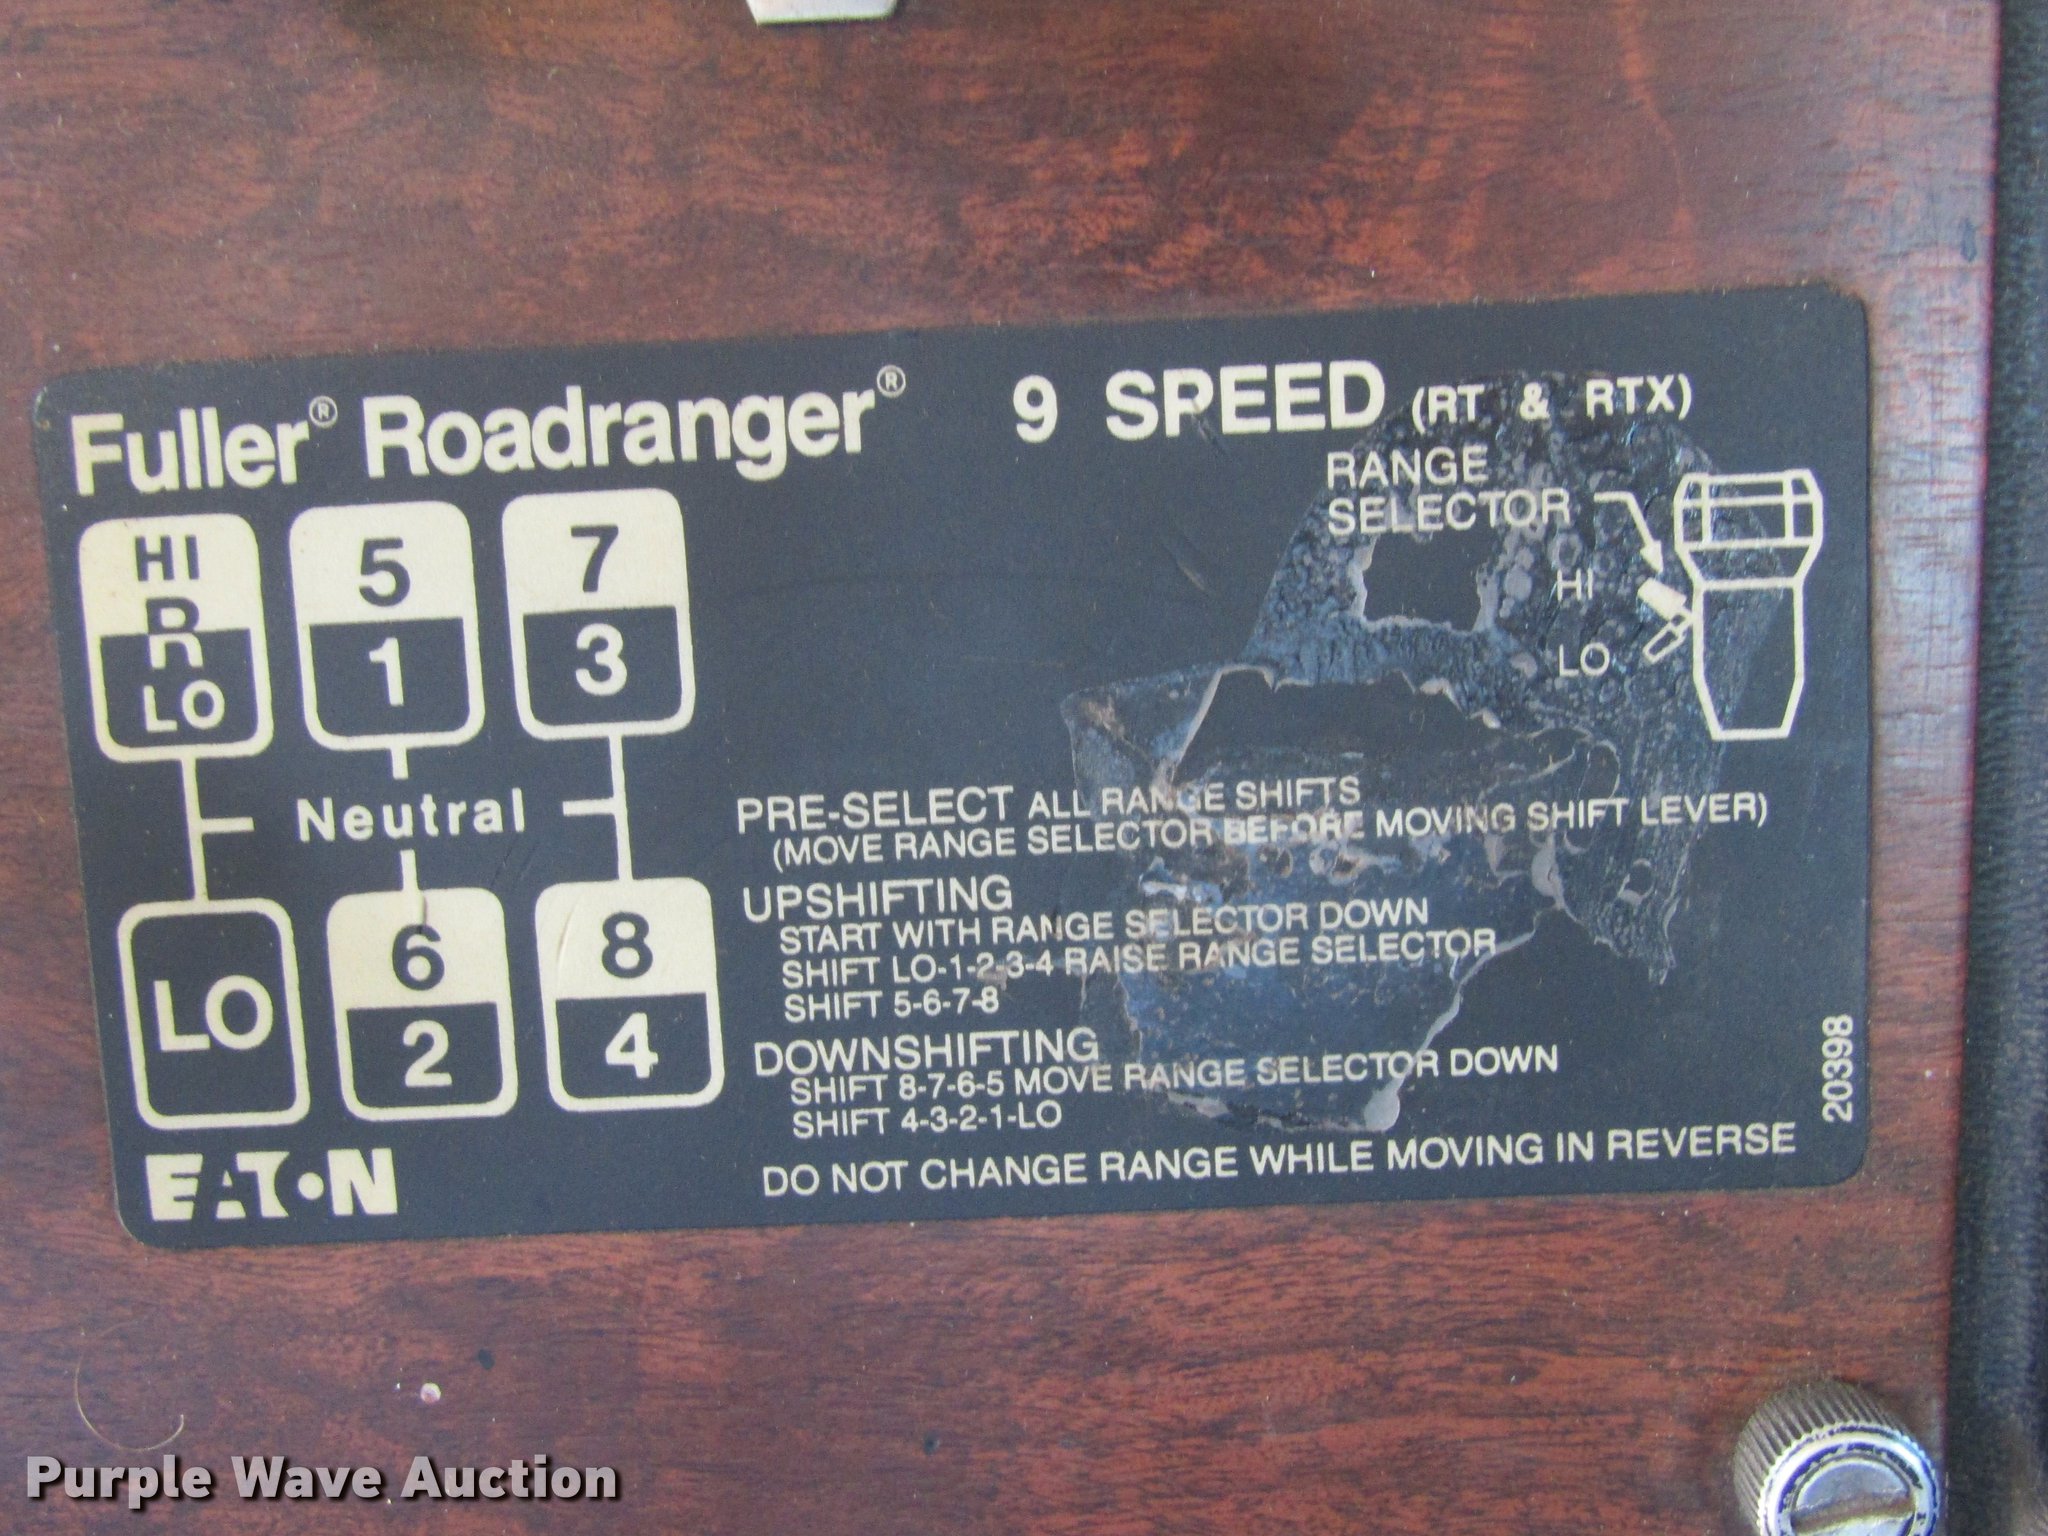 Fuller® Roadranger® 9 SPEED (RT & RTX)
RANGE
SELECTOR
HI
LO
HI 5 7
R
R 1 3
LO
Neutral
LO 6 8
2 4
PRE-SELECT ALL RANGE SHIFTS
(MOVE RANGE SELECTOR BEFORE MOVING SHIFT LEVER)
UPSHIFTING
START WITH RANGE SELECTOR DOWN
SHIFT LO-1-2-3-4 RAISE RANGE SELECTOR
SHIFT 5-6-7-8
DOWNSHIFTING
SHIFT 8-7-6-5 MOVE RANGE SELECTOR DOWN
SHIFT 4-3-2-1-LO
DO NOT CHANGE RANGE WHILE MOVING IN REVERSE
20398
EATON
Purple Wave Auction